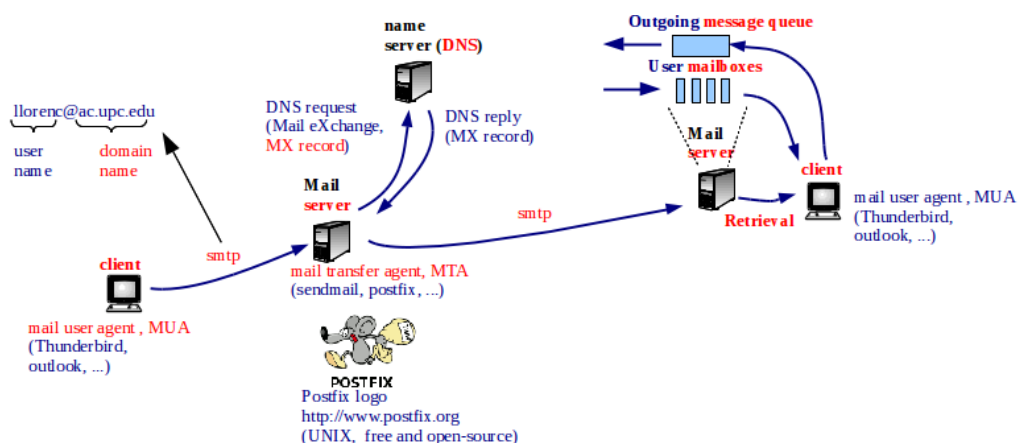 name
server (DNS)
Outgoing message queue
User mailboxes
llorenc@ac.upc.edu
user
name
domain
name
DNS request
(Mail eXchange,
MX record)
DNS reply
(MX record)
Mail
server
Mail
server
client
mail user agent , MUA
(Thunderbird,
outlook, ...)
Retrieval
smtp
smtp
client
mail user agent , MUA
(Thunderbird,
outlook, ...)
mail transfer agent, MTA
(sendmail, postfix, ...)
POSTFIX
Postfix logo
http://www.postfix.org
(UNIX, free and open-source)